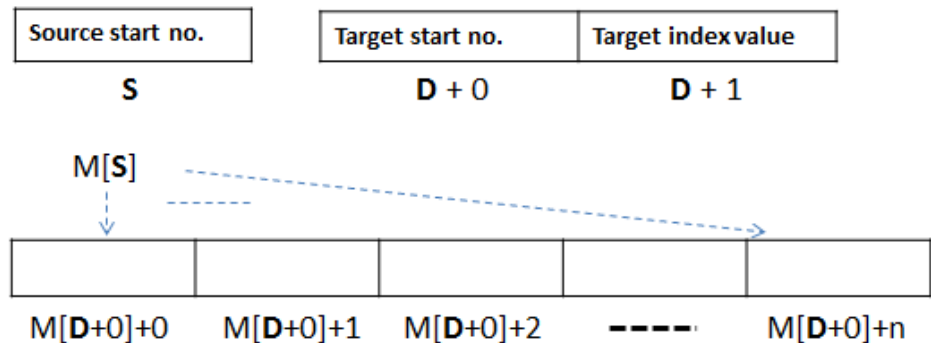 Source start no. Target start no. Target index value
S D + 0 D + 1
M[S]
M[D+0]+0 M[D+0]+1 M[D+0]+2 ----- M[D+0]+n